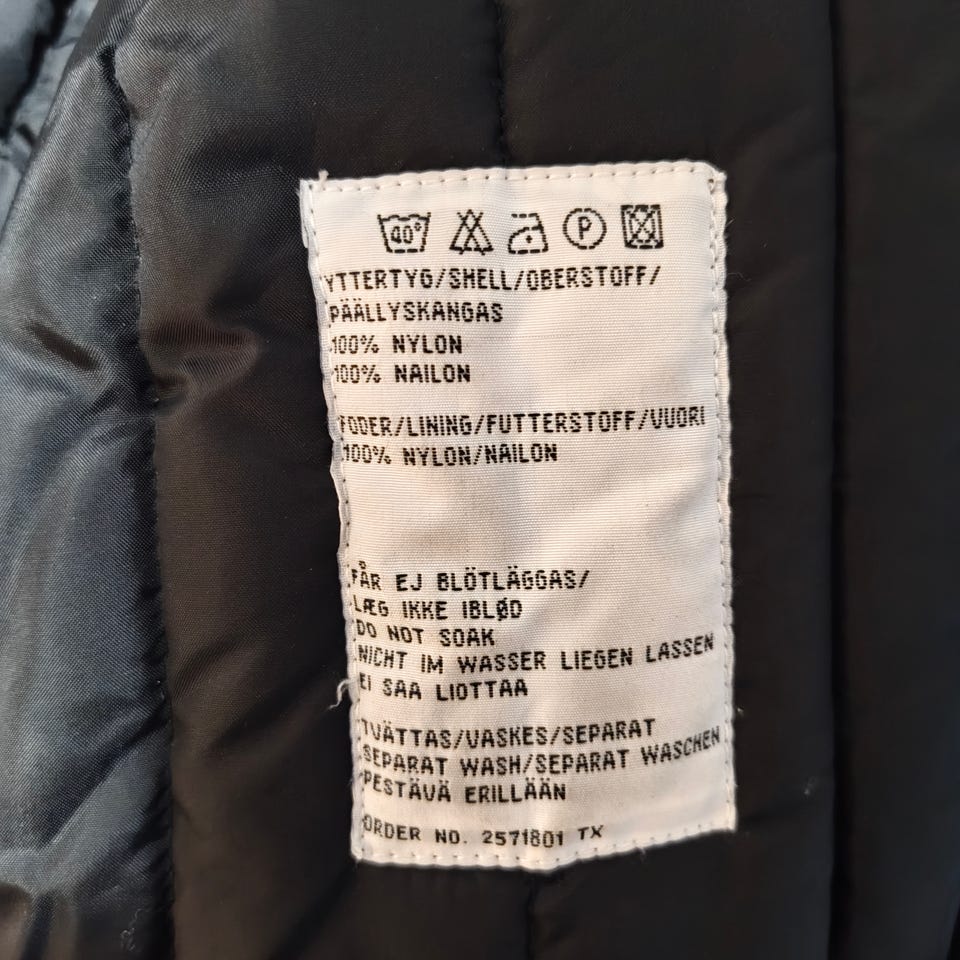 40°
P
YTTERTYG/SHELL/OBERSTOFF/
PÄÄLLYSKANGAS
100% NYLON
100% NAILON
FODER/LINING/FUTTERSTOFF/VUORI
100% NYLON/NAILON
FÅR EJ BLÖTLÄGGAS/
LÆG IKKE IBLØD
DO NOT SOAK
NICHT IM WASSER LIEGEN LASSEN
EI SAA LIOTTAA
TVÄTTAS/VASKES/SEPARAT
SEPARAT WASH/SEPARAT WASCHEN
PESTÄVÄ ERILLÄÄN
ORDER NO. 2571801 TX